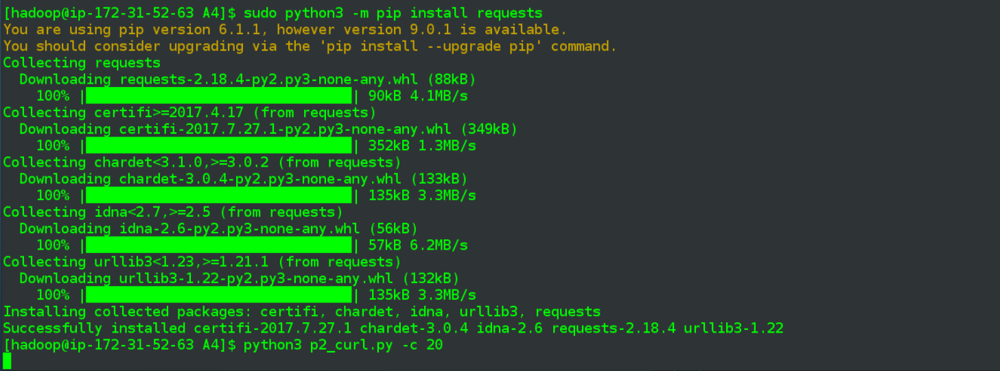 [hadoop@ip-172-31-52-63 A4]$ sudo python3 -m pip install requests
You are using pip version 6.1.1, however version 9.0.1 is available.
You should consider upgrading via the 'pip install --upgrade pip' command.
Collecting requests
  Downloading requests-2.18.4-py2.py3-none-any.whl (88kB)
    100% |████████████████████████████████| 90kB 4.1MB/s
Collecting certifi>=2017.4.17 (from requests)
  Downloading certifi-2017.7.27.1-py2.py3-none-any.whl (349kB)
    100% |████████████████████████████████| 352kB 1.3MB/s
Collecting chardet<3.1.0,>=3.0.2 (from requests)
  Downloading chardet-3.0.4-py2.py3-none-any.whl (133kB)
    100% |████████████████████████████████| 135kB 3.3MB/s
Collecting idna<2.7,>=2.5 (from requests)
  Downloading idna-2.6-py2.py3-none-any.whl (56kB)
    100% |████████████████████████████████| 57kB 6.2MB/s
Collecting urllib3<1.23,>=1.21.1 (from requests)
  Downloading urllib3-1.22-py2.py3-none-any.whl (132kB)
    100% |████████████████████████████████| 135kB 3.3MB/s
Installing collected packages: certifi, chardet, idna, urllib3, requests
Successfully installed certifi-2017.7.27.1 chardet-3.0.4 idna-2.6 requests-2.18.4 urllib3-1.22
[hadoop@ip-172-31-52-63 A4]$ python3 p2_curl.py -c 20